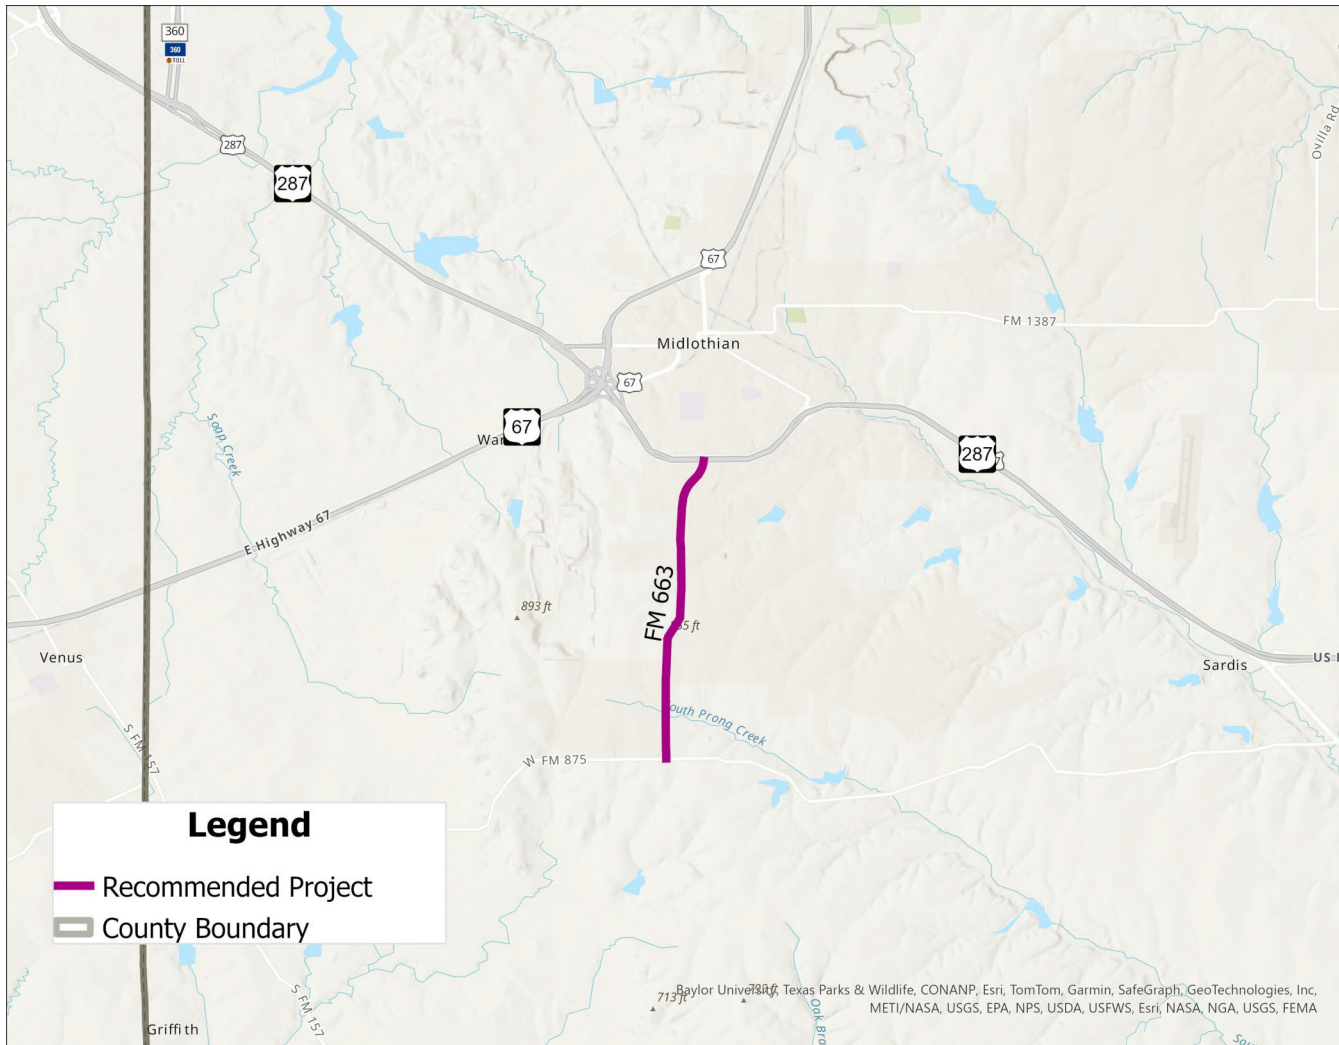 360
360
TOLL
Ovilla Rd
287
287
67
FM 1387
Midlothian
67
67
287
Soap Creek
E Highway 67
FM 663
893 ft
Venus
Sardis
US
South Prong Creek
S FM 157
W FM 875
Legend
Recommended Project
County Boundary
S FM 157
713 ft
Baylor University, Texas Parks & Wildlife, CONANP, Esri, TomTom, Garmin, SafeGraph, GeoTechnologies, Inc,
METI/NASA, USGS, EPA, NPS, USDA, USFWS, Esri, NASA, NGA, USGS, FEMA
Griffith
Oak Bra